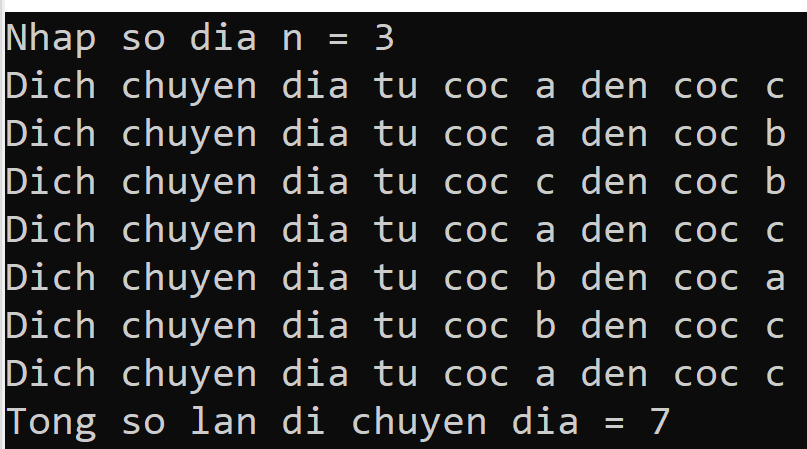 Nhap so dia n = 3
Dich chuyen dia tu coc a den coc c
Dich chuyen dia tu coc a den coc b
Dich chuyen dia tu coc c den coc b
Dich chuyen dia tu coc a den coc c
Dich chuyen dia tu coc b den coc a
Dich chuyen dia tu coc b den coc c
Dich chuyen dia tu coc a den coc c
Tong so lan di chuyen dia = 7